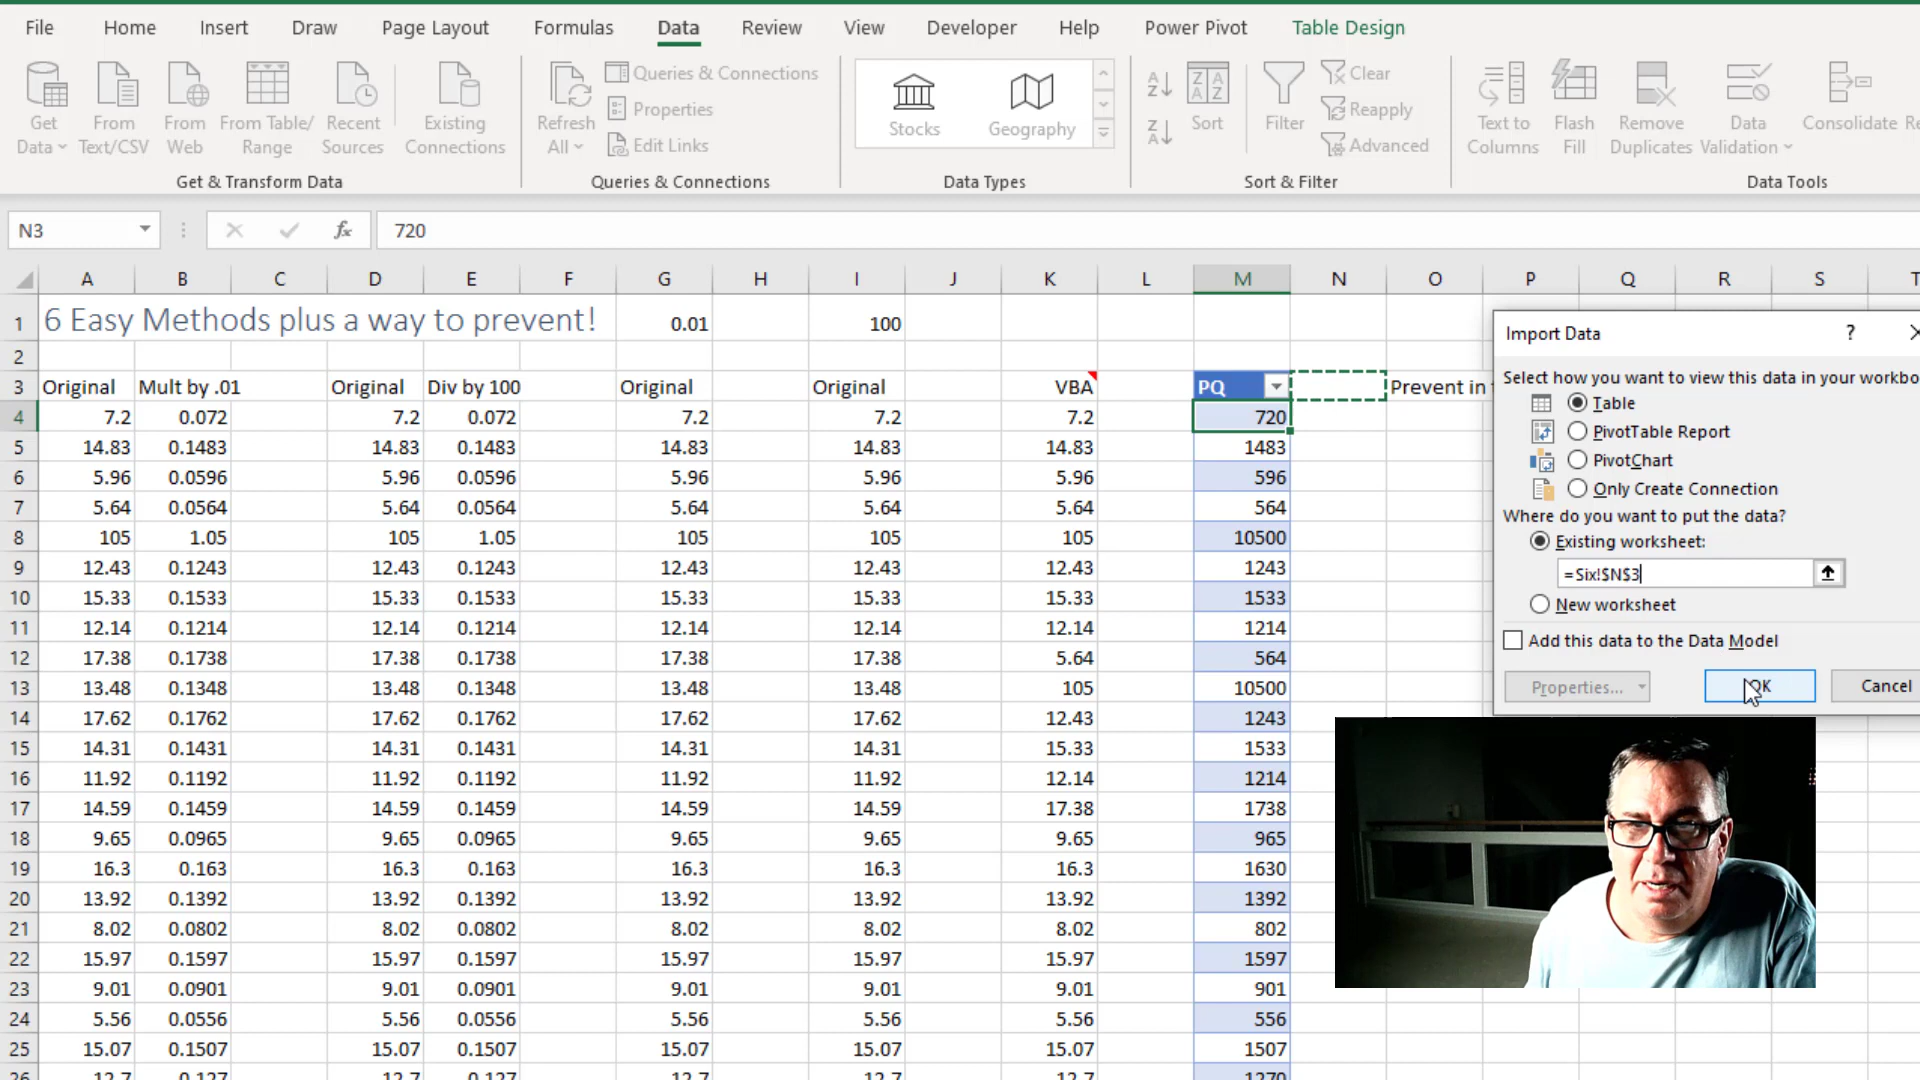 File Home Insert Draw Page Layout Formulas Data Review View Developer Help Power Pivot Table Design
Get Data From Text/CSV From Web From Table/ Range Recent Sources Existing Connections
Get & Transform Data
Refresh All Queries & Connections Properties Edit Links
Queries & Connections
Stocks Geography
Data Types
Sort Filter Clear Reapply Advanced
Sort & Filter
Text to Columns Flash Fill Remove Duplicates Data Validation Consolidate
Data Tools
N3 fx 720
A B C D E F G H I J K L M N O P Q R S T
1 6 Easy Methods plus a way to prevent! 0.01 100
2
3 Original Mult by .01 Original Div by 100 Original Original VBA PQ Prevent in
4 7.2 0.072 7.2 0.072 7.2 7.2 7.2 720
5 14.83 0.1483 14.83 0.1483 14.83 14.83 14.83 1483
6 5.96 0.0596 5.96 0.0596 5.96 5.96 5.96 596
7 5.64 0.0564 5.64 0.0564 5.64 5.64 5.64 564
8 105 1.05 105 1.05 105 105 105 10500
9 12.43 0.1243 12.43 0.1243 12.43 12.43 12.43 1243
10 15.33 0.1533 15.33 0.1533 15.33 15.33 15.33 1533
11 12.14 0.1214 12.14 0.1214 12.14 12.14 12.14 1214
12 17.38 0.1738 17.38 0.1738 17.38 17.38 5.64 564
13 13.48 0.1348 13.48 0.1348 13.48 13.48 105 10500
14 17.62 0.1762 17.62 0.1762 17.62 17.62 12.43 1243
15 14.31 0.1431 14.31 0.1431 14.31 14.31 15.33 1533
16 11.92 0.1192 11.92 0.1192 11.92 11.92 12.14 1214
17 14.59 0.1459 14.59 0.1459 14.59 14.59 17.38 1738
18 9.65 0.0965 9.65 0.0965 9.65 9.65 9.65 965
19 16.3 0.163 16.3 0.163 16.3 16.3 16.3 1630
20 13.92 0.1392 13.92 0.1392 13.92 13.92 13.92 1392
21 8.02 0.0802 8.02 0.0802 8.02 8.02 8.02 802
22 15.97 0.1597 15.97 0.1597 15.97 15.97 15.97 1597
23 9.01 0.0901 9.01 0.0901 9.01 9.01 9.01 901
24 5.56 0.0556 5.56 0.0556 5.56 5.56 5.56 556
25 15.07 0.1507 15.07 0.1507 15.07 15.07 15.07 1507
26 12.7 0.127 12.7 0.127 12.7 12.7 12.7 1270
Import Data ?
Select how you want to view this data in your workbo
Table
PivotTable Report
PivotChart
Only Create Connection
Where do you want to put the data?
Existing worksheet:
=Six!$N$3
New worksheet
Add this data to the Data Model
Properties... OK Cancel